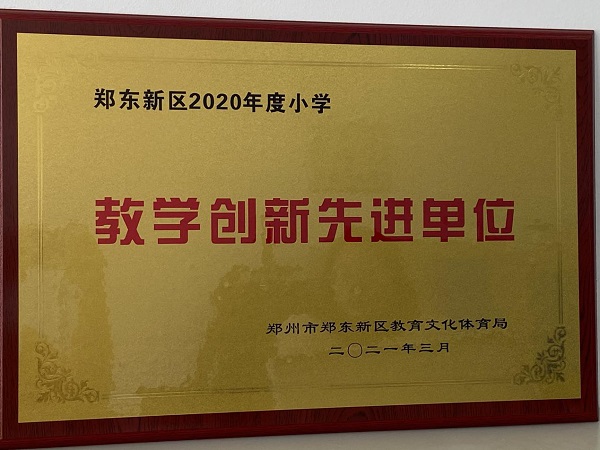 郑东新区2020年度小学
教学创新先进单位
郑州市郑东新区教育文化体育局
二〇二一年三月